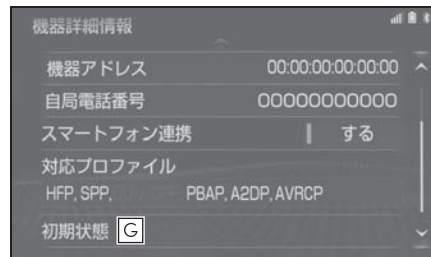 機器詳細情報
機器アドレス 00:00:00:00:00:00
自局電話番号 00000000000
スマートフォン連携 する
対応プロファイル
HFP, SPP, PBAP, A2DP, AVRCP
初期状態 G